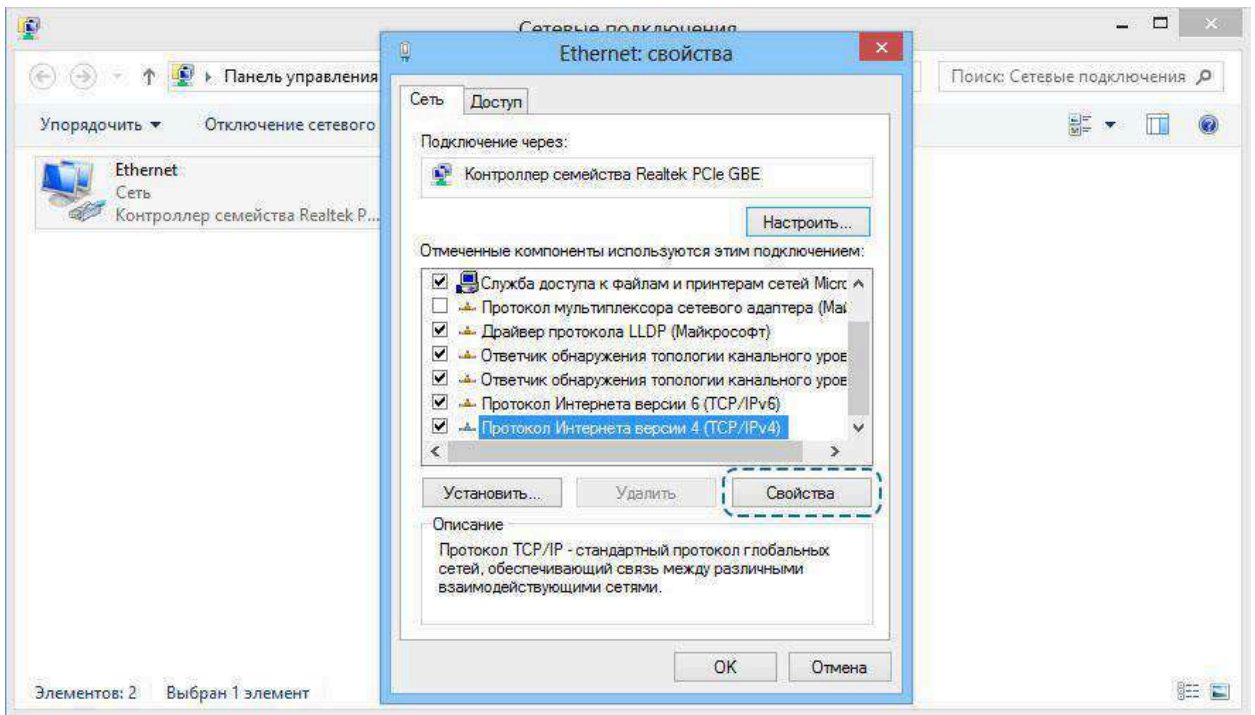 Сетевые подключения
Панель управления
Поиск: Сетевые подключения
Упорядочить
Отключение сетевого
Ethernet
Сеть
Контроллер семейства Realtek P...
Ethernet: свойства
Сеть
Доступ
Подключение через:
Контроллер семейства Realtek PCIe GBE
Настроить...
Отмеченные компоненты используются этим подключением:
Служба доступа к файлам и принтерам сетей Micr
Протокол мультиплексора сетевого адаптера (Май
Драйвер протокола LLDP (Майкрософт)
Ответчик обнаружения топологии канального уров
Ответчик обнаружения топологии канального уров
Протокол Интернета версии 6 (TCP/IPv6)
Протокол Интернета версии 4 (TCP/IPv4)
Установить...
Удалить
Свойства
Описание
Протокол TCP/IP - стандартный протокол глобальных
сетей, обеспечивающий связь между различными
взаимодействующими сетями.
OK
Отмена
Элементов: 2
Выбран 1 элемент